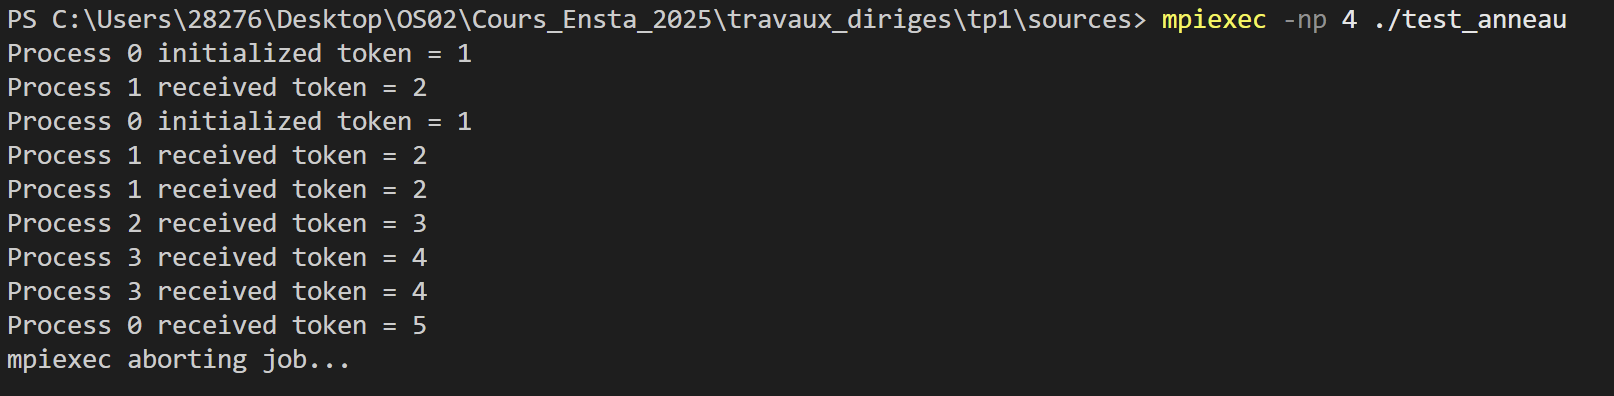 PS C:\Users\28276\Desktop\OS02\Cours_Ensta_2025\travaux_diriges\tp1\sources> mpiexec -np 4 ./test_anneau
Process 0 initialized token = 1
Process 1 received token = 2
Process 0 initialized token = 1
Process 1 received token = 2
Process 1 received token = 2
Process 2 received token = 3
Process 3 received token = 4
Process 3 received token = 4
Process 0 received token = 5
mpiexec aborting job...